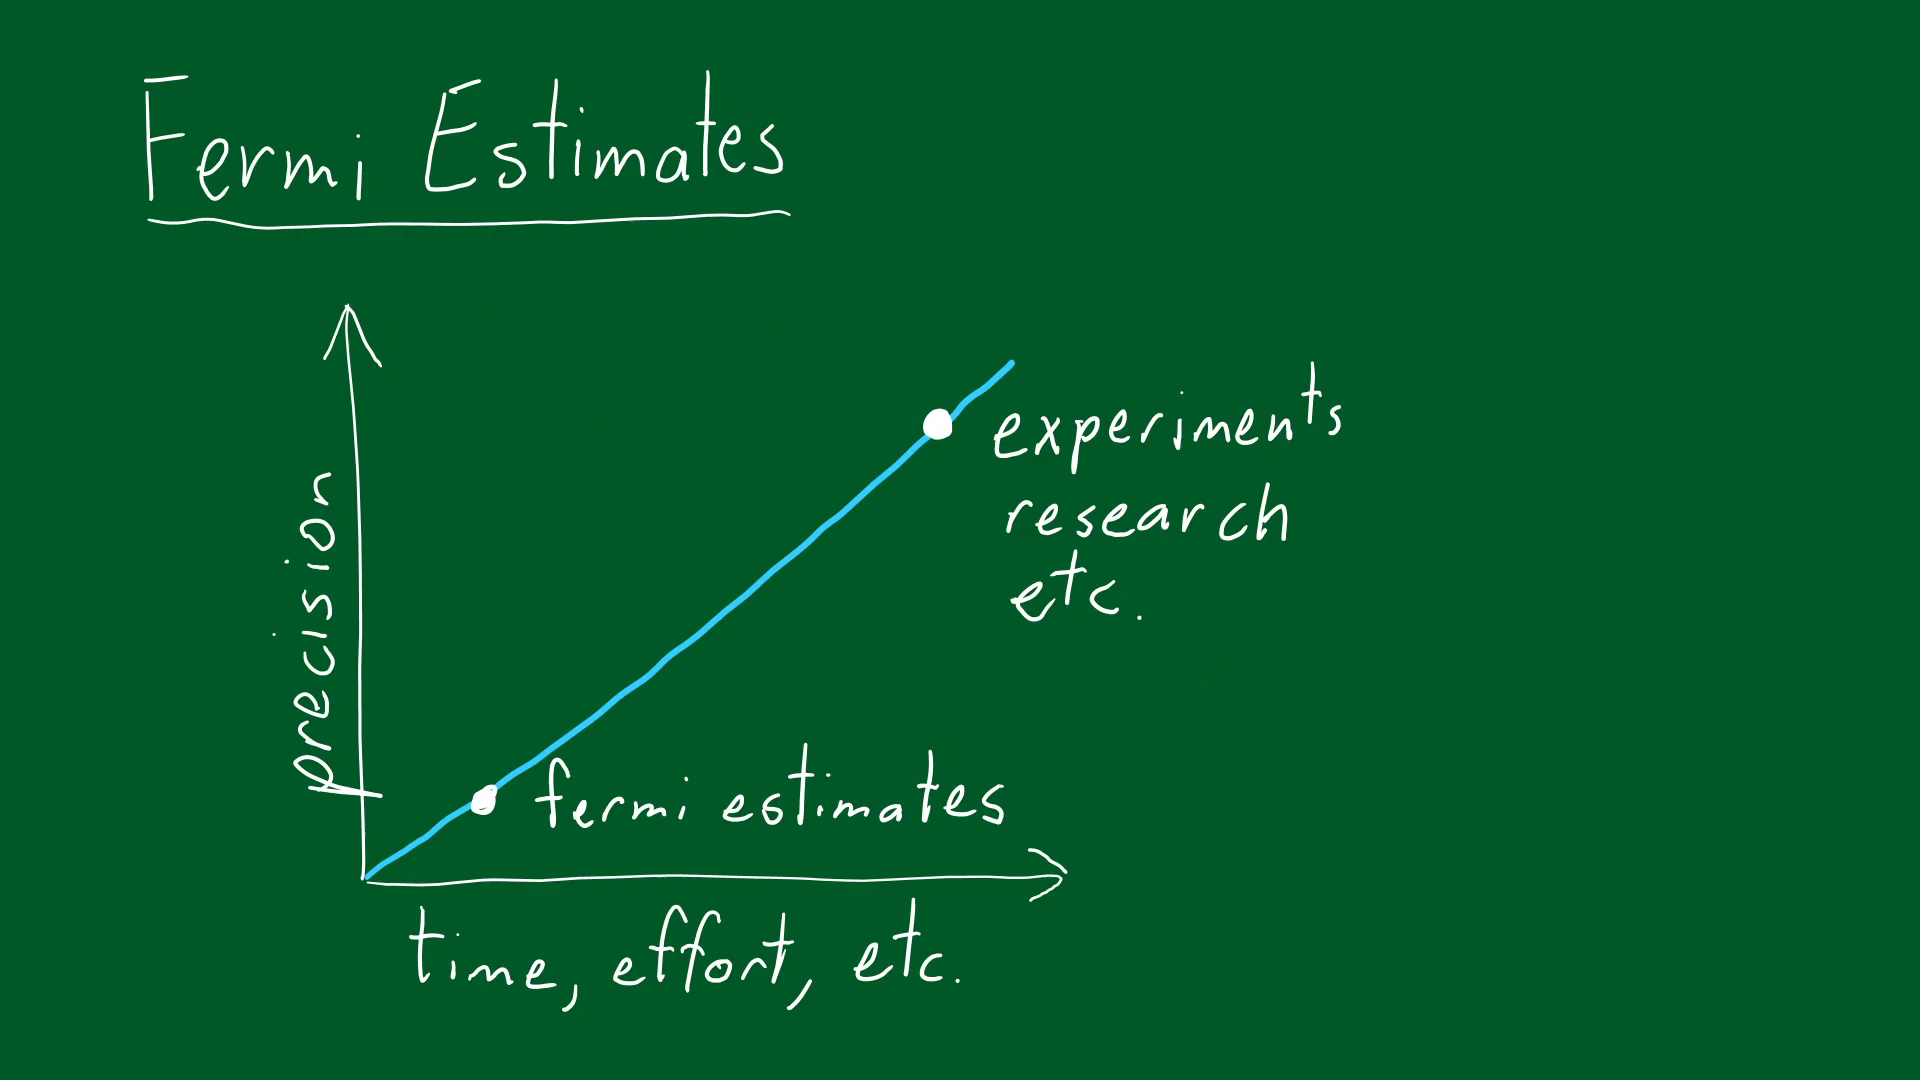 Fermi Estimates
precision
experiments
research
etc.
fermi estimates
time, effort, etc.